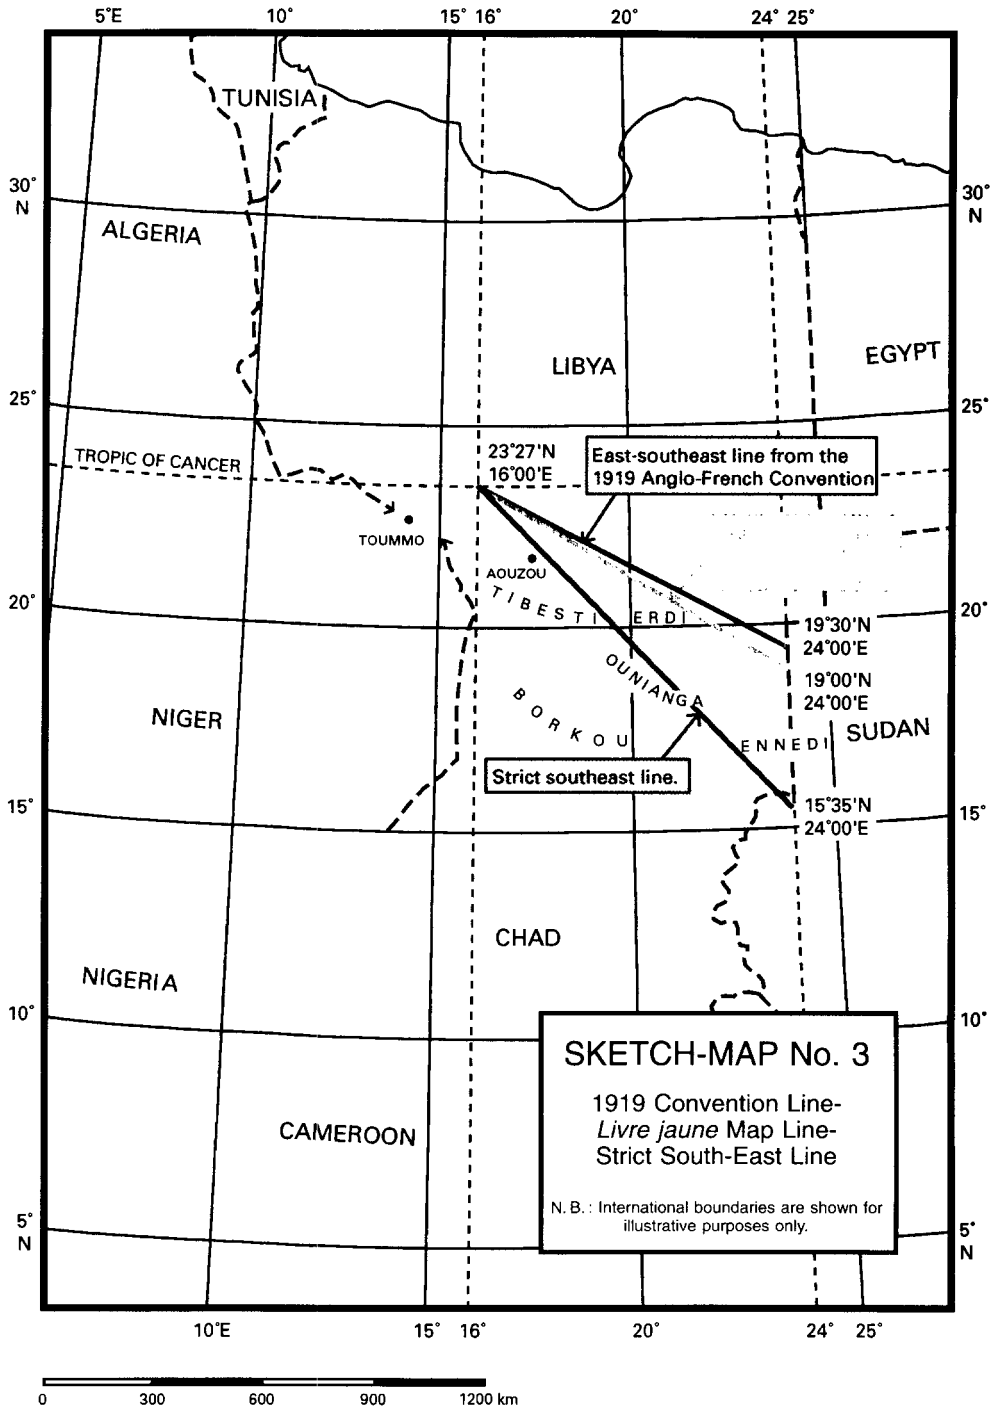 5°E 10° 15° 16° 20° 24° 25°
TUNISIA
30°
N
30°
N
ALGERIA
LIBYA
EGYPT
25°
25°
TROPIC OF CANCER
23°27'N
16°00'E
East-southeast line from the
1919 Anglo-French Convention
TOUMMO
AOUZOU
TIBESTI
ERDI
20°
20°
19°30'N
24°00'E
OUNIANGA
19°00'N
24°00'E
BORKOU
NIGER
SUDAN
ENNEDI
Strict southeast line.
15°35'N
24°00'E
15°
15°
CHAD
NIGERIA
10°
10°
SKETCH-MAP No. 3
1919 Convention Line-
Livre jaune Map Line-
Strict South-East Line
N.B.: International boundaries are shown for
illustrative purposes only.
CAMEROON
5°
N
5°
N
10°E 15° 16° 20° 24° 25°
0 300 600 900 1200 km